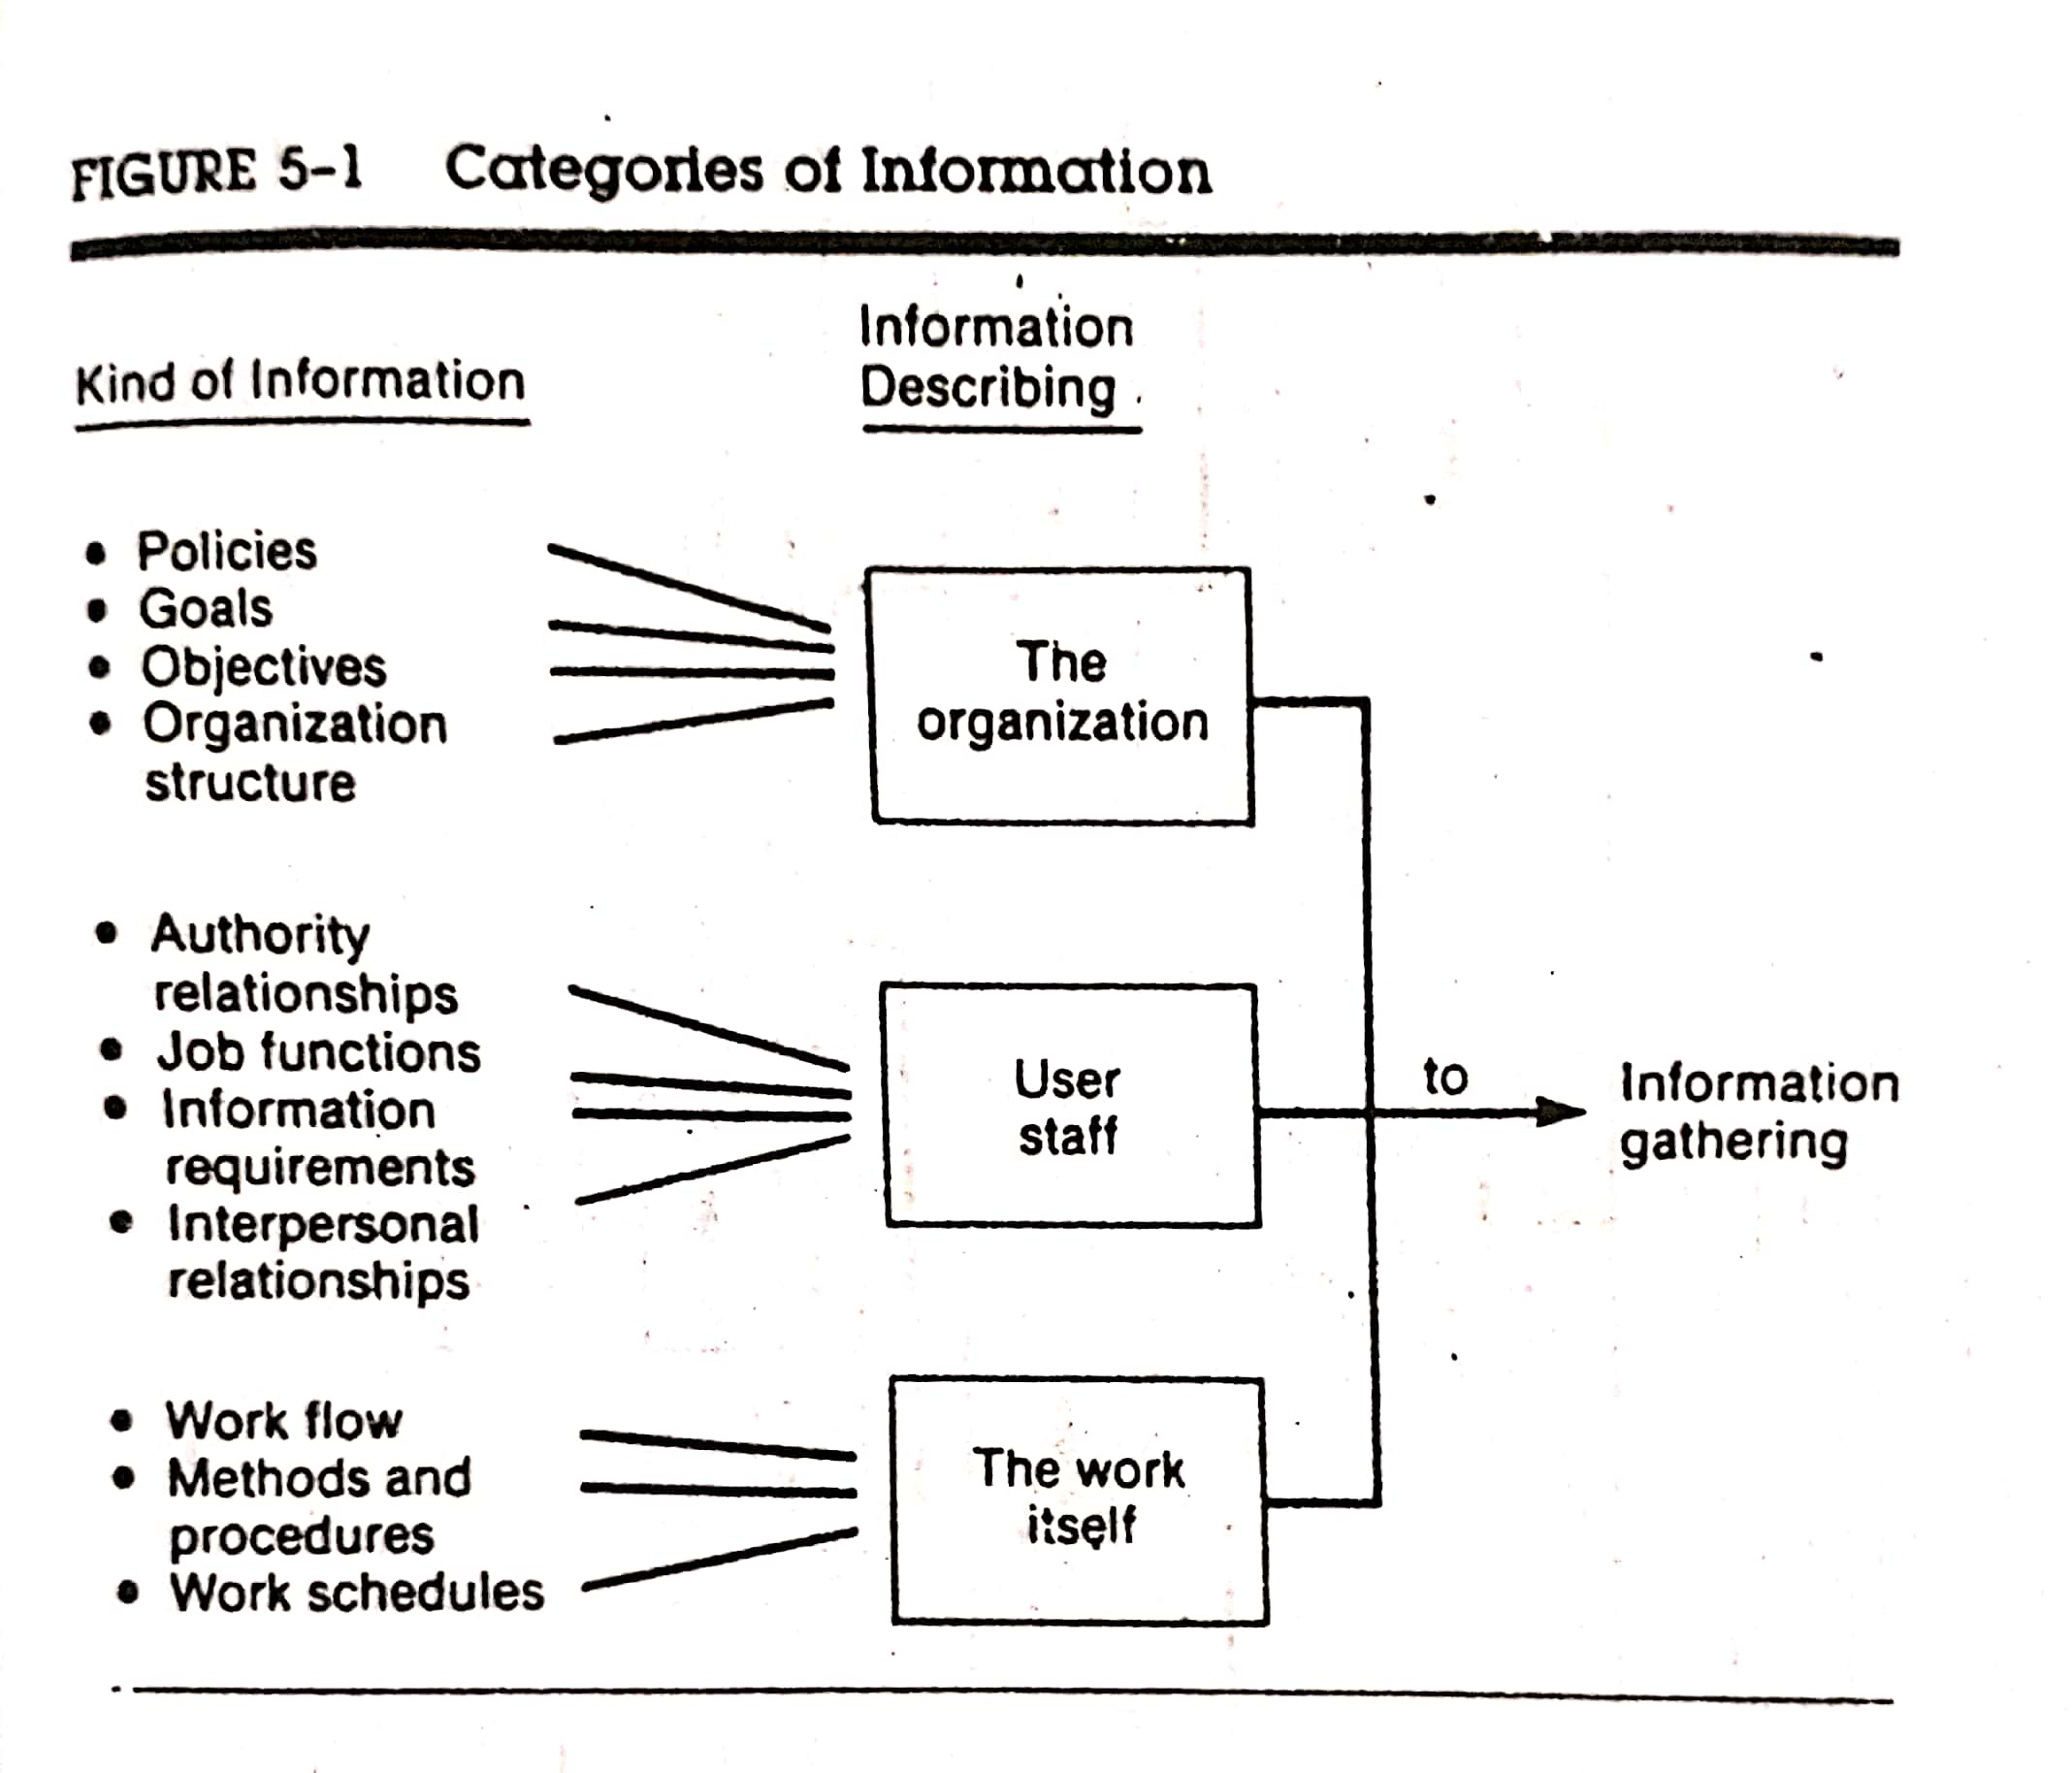 FIGURE 5-1 Categories of Information
Kind of Information
Information
Describing
• Policies
• Goals
• Objectives
• Organization
structure
The
organization
• Authority
relationships
• Job functions
• Information
requirements
• Interpersonal
relationships
User
staff
to
Information
gathering
• Work flow
• Methods and
procedures
• Work schedules
The work
itself